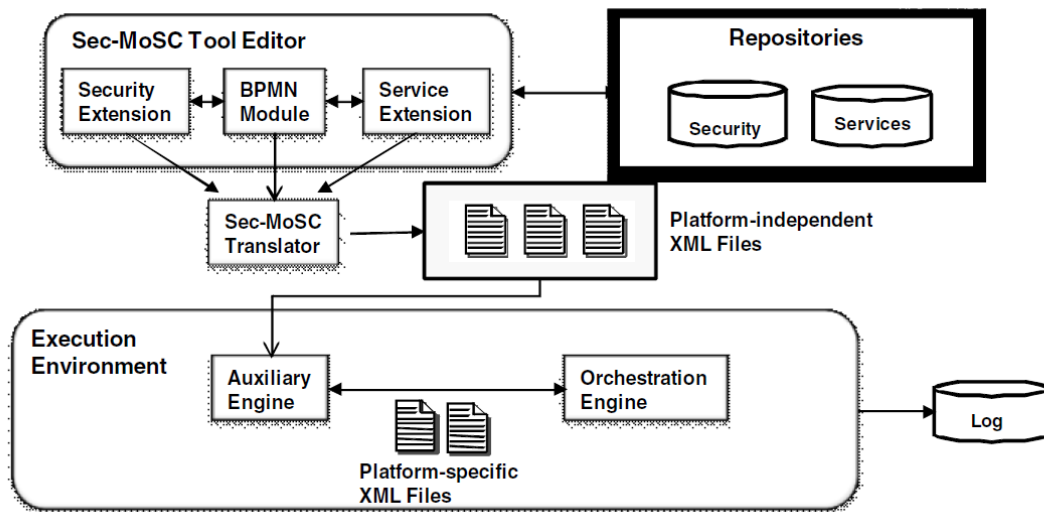 Sec-MoSC Tool Editor
Security
Extension
BPMN
Module
Service
Extension
Repositories
Security
Services
Sec-MoSC
Translator
Platform-independent
XML Files
Execution
Environment
Auxiliary
Engine
Orchestration
Engine
Platform-specific
XML Files
Log